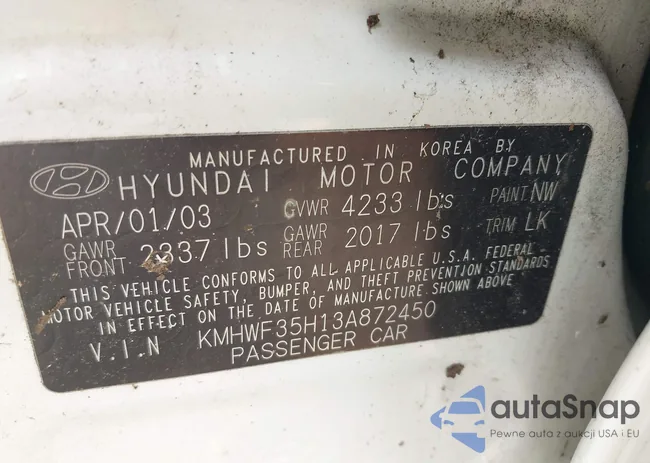 MANUFACTURED IN KOREA BY
HYUNDAI MOTOR COMPANY
APR/01/03 GVWR 4233 lbs PAINT NW
GAWR FRONT 2337 lbs GAWR REAR 2017 lbs TRIM LK
THIS VEHICLE CONFORMS TO ALL APPLICABLE U.S.A. FEDERAL
MOTOR VEHICLE SAFETY, BUMPER, AND THEFT PREVENTION STANDARDS
IN EFFECT ON THE DATE OF MANUFACTURE SHOWN ABOVE
V.I.N KMHWF35H13A872450
PASSENGER CAR
autaSnap
Pewne auta z aukcji USA i EU